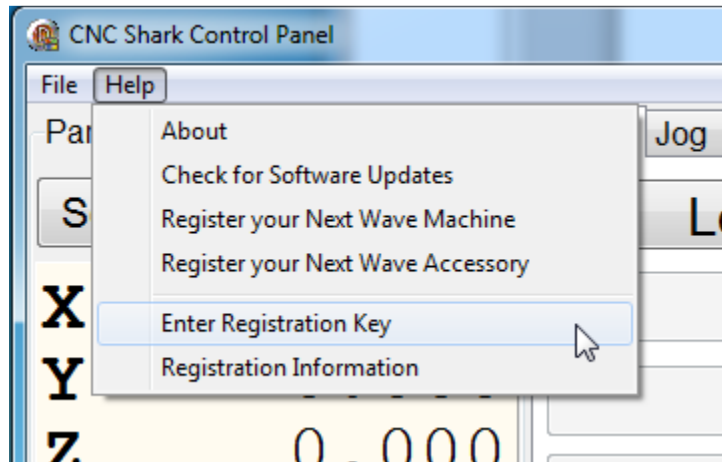 CNC Shark Control Panel
File Help
About
Check for Software Updates
Register your Next Wave Machine
Register your Next Wave Accessory
Enter Registration Key
Registration Information
Jog
X
Y
Z 0.000